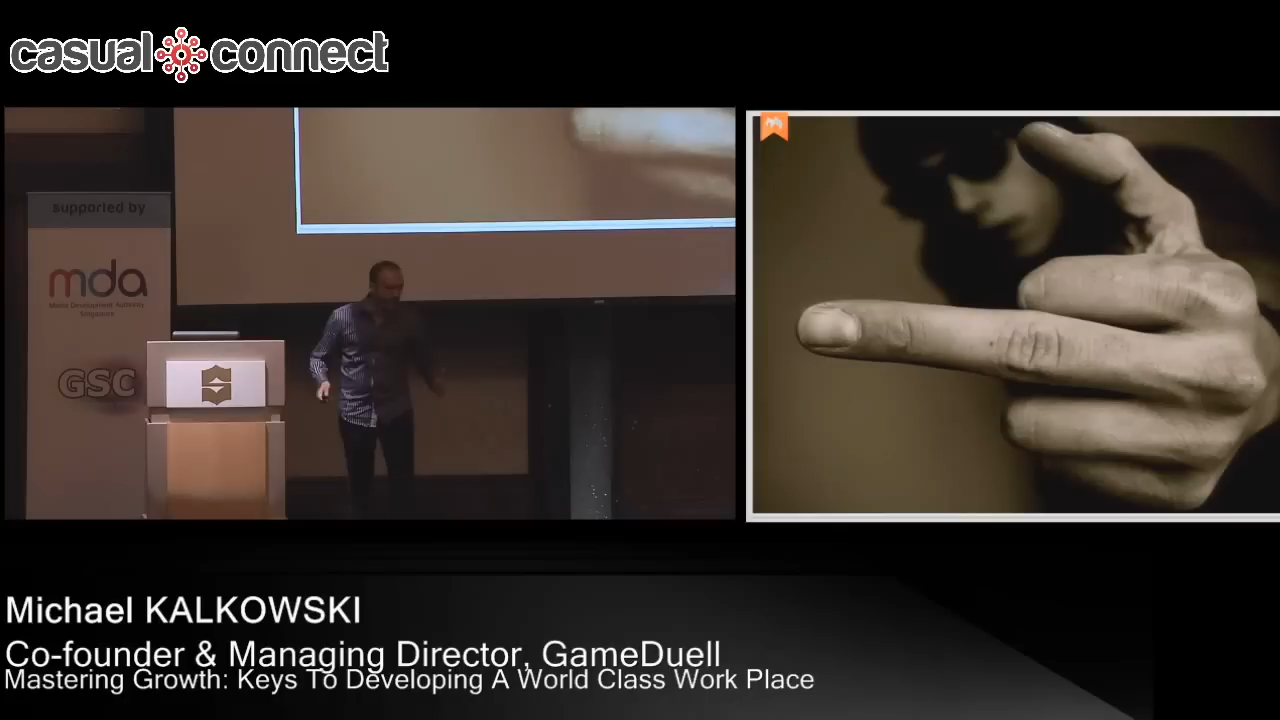 casual connect
supported by
mda
Media Development Authority
Singapore
GSC
Michael KALKOWSKI
Co-founder & Managing Director, GameDuell
Mastering Growth: Keys To Developing A World Class Work Place